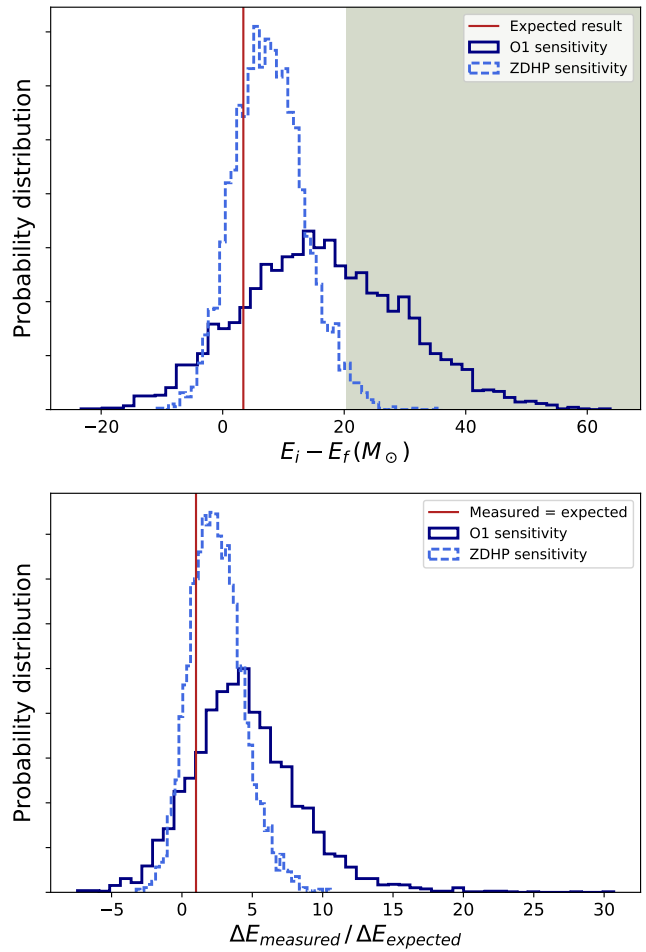 Probability distribution
Expected result
O1 sensitivity
ZDHP sensitivity
−20 0 20 40 60
E_i − E_f (M_⊙)
Probability distribution
Measured = expected
O1 sensitivity
ZDHP sensitivity
−5 0 5 10 15 20 25 30
ΔE_measured / ΔE_expected